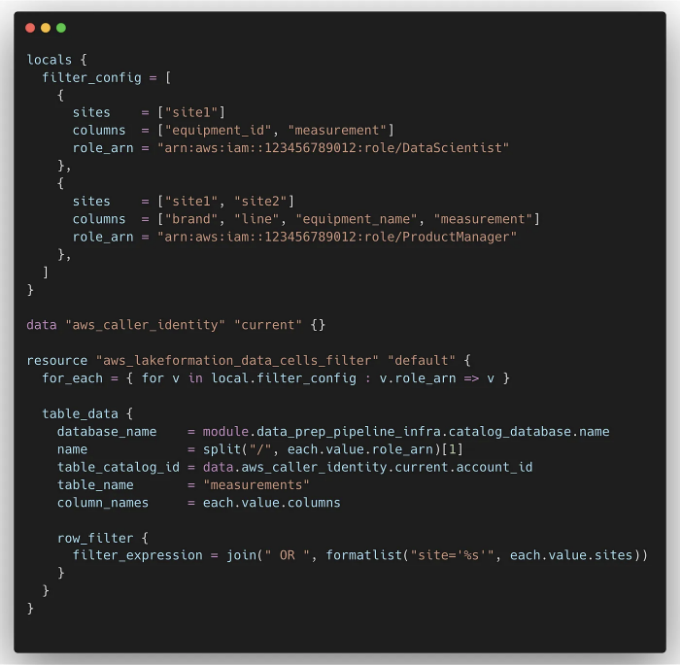 locals {
  filter_config = [
    {
      sites    = ["site1"]
      columns  = ["equipment_id", "measurement"]
      role_arn = "arn:aws:iam::123456789012:role/DataScientist"
    },
    {
      sites    = ["site1", "site2"]
      columns  = ["brand", "line", "equipment_name", "measurement"]
      role_arn = "arn:aws:iam::123456789012:role/ProductManager"
    },
  ]
}

data "aws_caller_identity" "current" {}

resource "aws_lakeformation_data_cells_filter" "default" {
  for_each = { for v in local.filter_config : v.role_arn => v }

  table_data {
    database_name    = module.data_prep_pipeline_infra.catalog_database.name
    name             = split("/", each.value.role_arn)[1]
    table_catalog_id = data.aws_caller_identity.current.account_id
    table_name       = "measurements"
    column_names     = each.value.columns

    row_filter {
      filter_expression = join(" OR ", formatlist("site='%s'", each.value.sites))
    }
  }
}